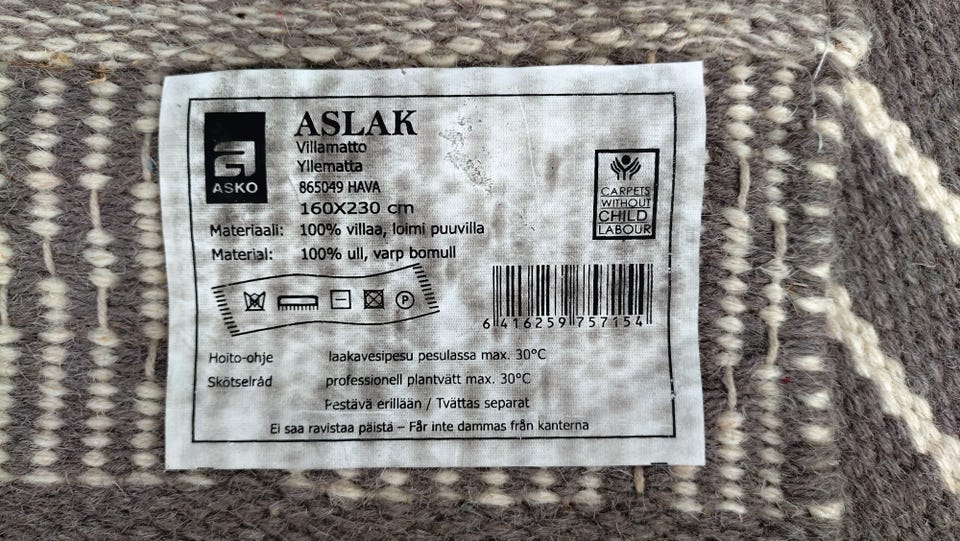 ASKO
ASLAK
Villamatto
Yllematta
865049 HAVA
160X230 cm
Materiaali: 100% villaa, loimi puuvilla
Material: 100% ull, varp bomull
CARPETS
WITHOUT
CHILD
LABOUR
P
6 416259 757154
Hoito-ohje laakavesipesu pesulassa max. 30°C
Skötselråd professionell plantvätt max. 30°C
Pestävä erillään / Tvättas separat
Ei saa ravistaa päistä – Får inte dammas från kanterna